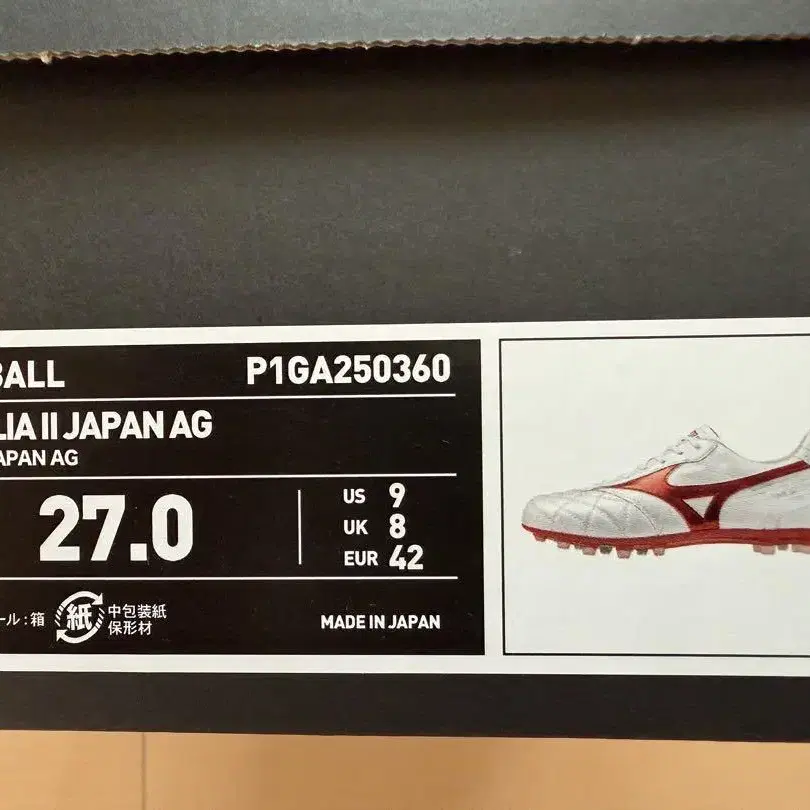 BALL P1GA250360
LIA II JAPAN AG
APAN AG
27.0
US 9
UK 8
EUR 42
ール:箱 紙 中包装紙
保形材
MADE IN JAPAN